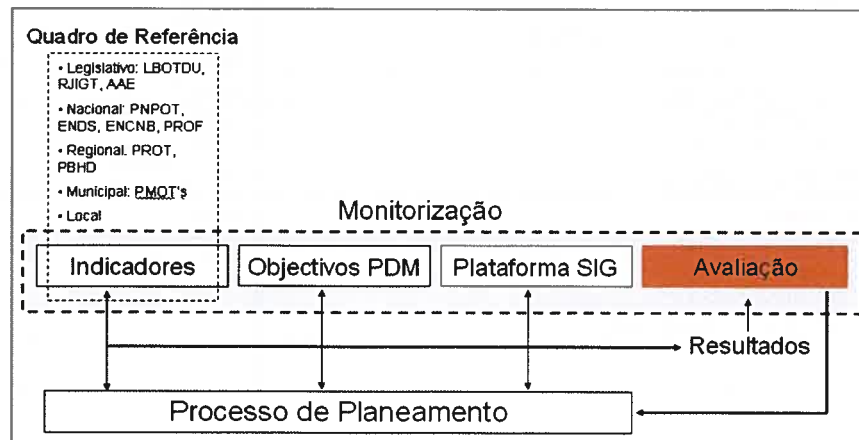 Quadro de Referência
• Legislativo: LBOTDU,
RJIGT, AAE
• Nacional: PNPOT,
ENDS, ENCNB, PROF
• Regional: PROT,
PBHD
• Municipal: PMOT's
• Local
Monitorização
Indicadores
Objectivos PDM
Plataforma SIG
Avaliação
Resultados
Processo de Planeamento